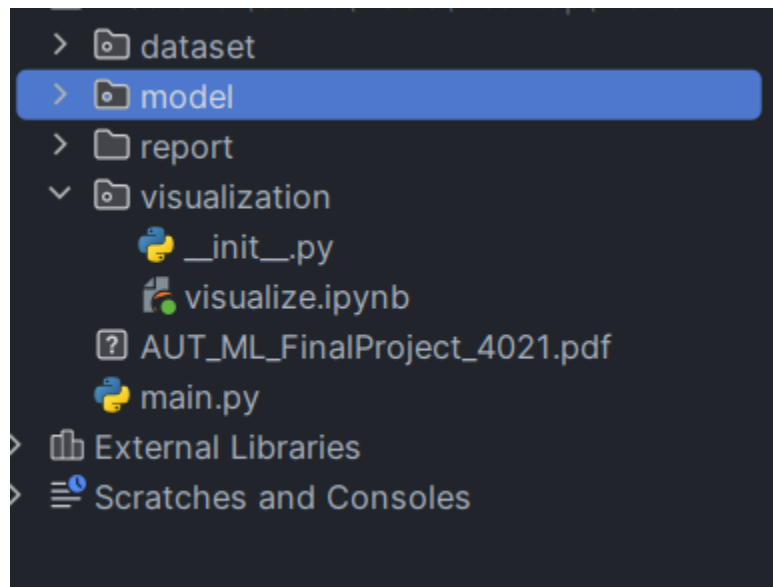 dataset
model
report
visualization
__init__.py
visualize.ipynb
AUT_ML_FinalProject_4021.pdf
main.py
External Libraries
Scratches and Consoles